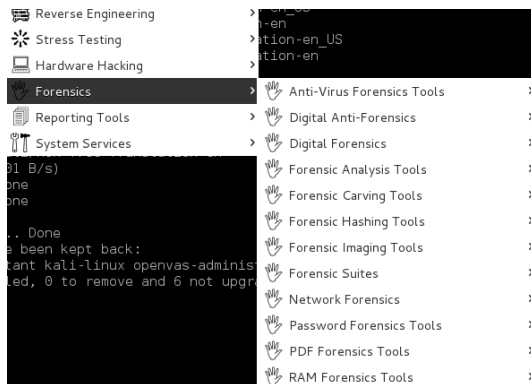 Reverse Engineering
Stress Testing
Hardware Hacking
Forensics
Reporting Tools
System Services
-en
ation-en_US
ation-en
Anti-Virus Forensics Tools
Digital Anti-Forensics
Digital Forensics
Forensic Analysis Tools
Forensic Carving Tools
Forensic Hashing Tools
Forensic Imaging Tools
Forensic Suites
Network Forensics
Password Forensics Tools
PDF Forensics Tools
RAM Forensics Tools
01 B/s)
one
one
.. Done
e been kept back:
tant kali-linux openvas-administ
led, 0 to remove and 6 not upgra